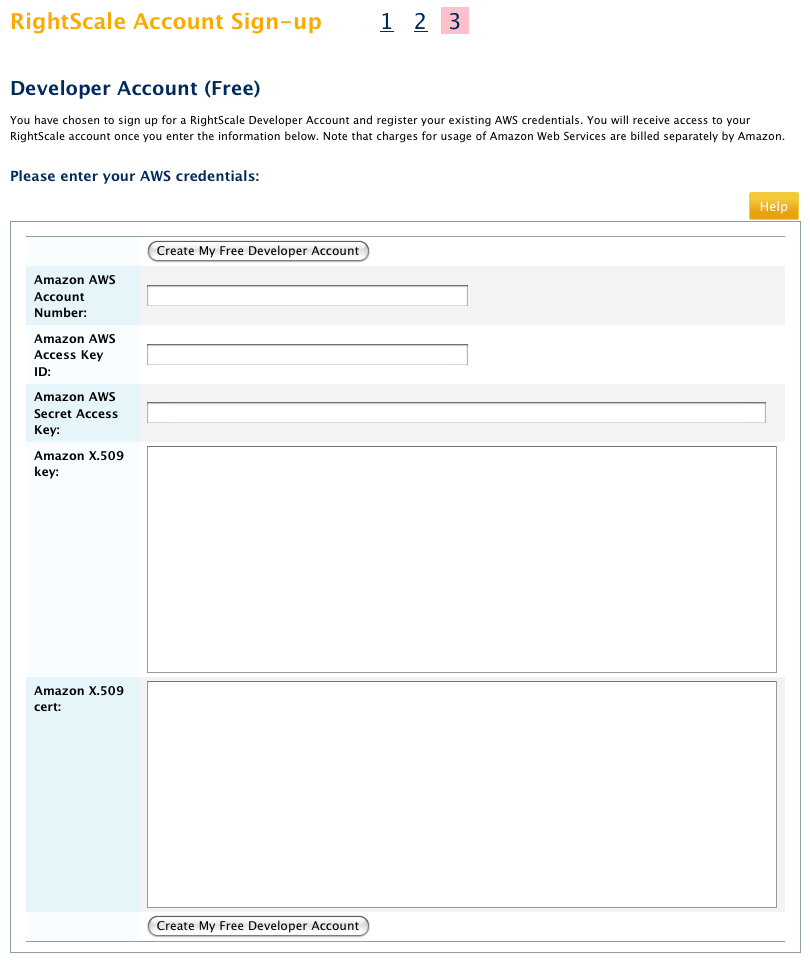 RightScale Account Sign-up 1 2 3
Developer Account (Free)
You have chosen to sign up for a RightScale Developer Account and register your existing AWS credentials. You will receive access to your
RightScale account once you enter the information below. Note that charges for usage of Amazon Web Services are billed separately by Amazon.
Please enter your AWS credentials:
Help
Create My Free Developer Account
Amazon AWS
Account
Number:
Amazon AWS
Access Key
ID:
Amazon AWS
Secret Access
Key:
Amazon X.509
key:
Amazon X.509
cert:
Create My Free Developer Account